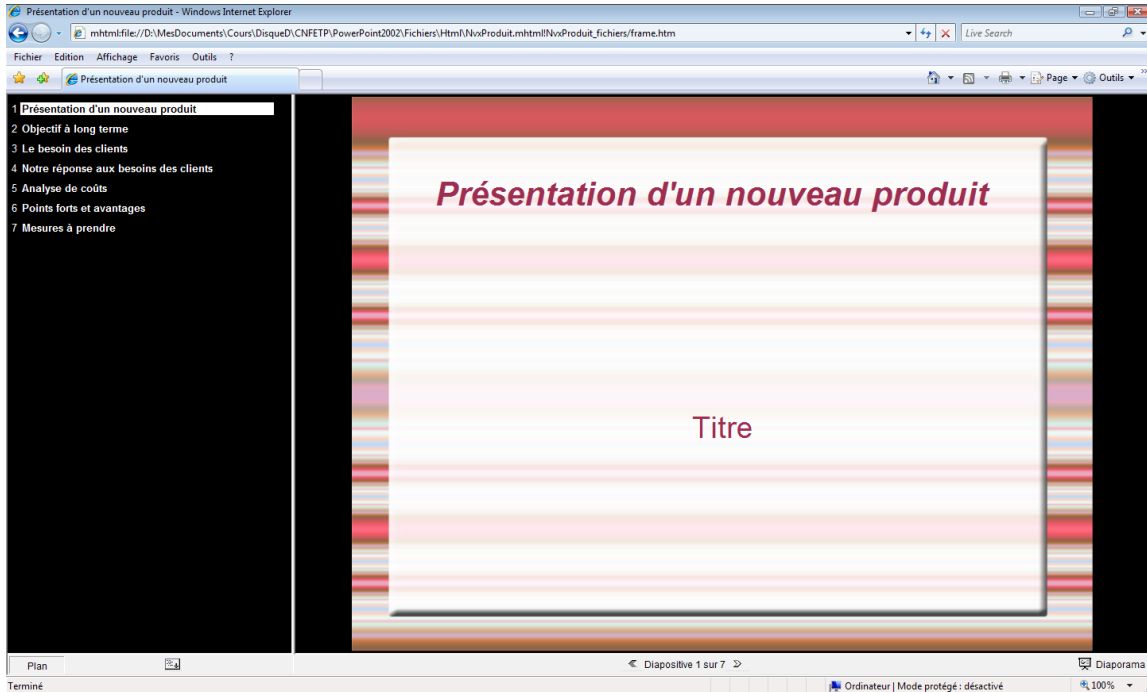 Présentation d'un nouveau produit - Windows Internet Explorer
mhtml:file://D:\MesDocuments\Cours\DisqueD\CNFETP\PowerPoint2002\Fichiers\Html\NvxProduit.mhtml!NvxProduit_fichiers/frame.htm
Live Search
Fichier Edition Affichage Favoris Outils ?
Présentation d'un nouveau produit
Page Outils »
1 Présentation d'un nouveau produit
2 Objectif à long terme
3 Le besoin des clients
4 Notre réponse aux besoins des clients
5 Analyse de coûts
6 Points forts et avantages
7 Mesures à prendre
Présentation d'un nouveau produit
Titre
Plan
Diapositive 1 sur 7
Diaporama
Terminé
Ordinateur | Mode protégé : désactivé
100%